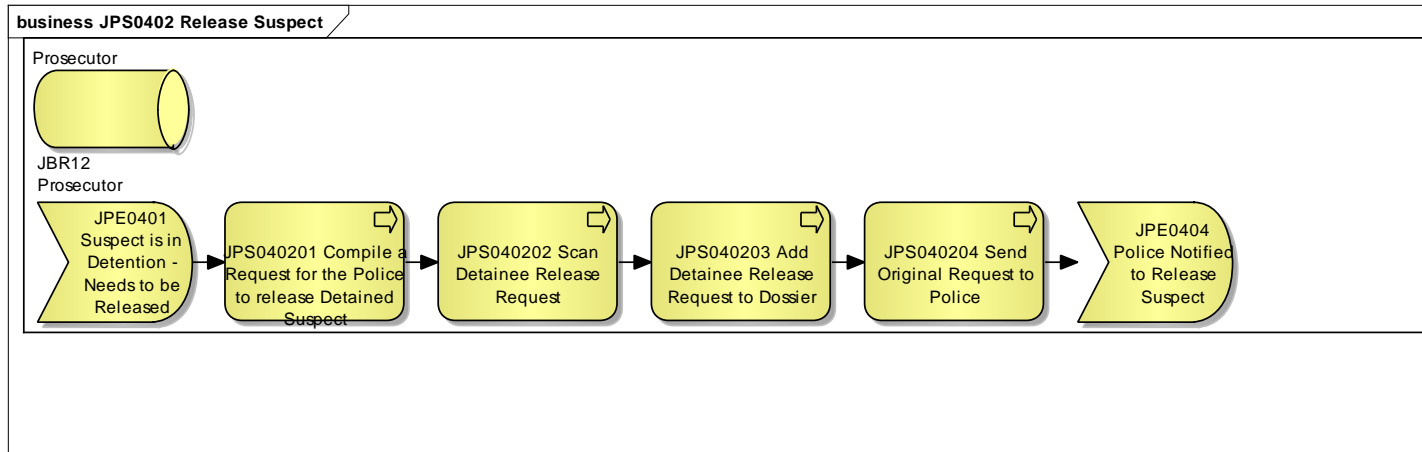 business JPS0402 Release Suspect
Prosecutor
JBR12
Prosecutor
JPE0401
Suspect is in
Detention -
Needs to be
Released
JPS040201 Compile a
Request for the Police
to release Detained
Suspect
JPS040202 Scan
Detainee Release
Request
JPS040203 Add
Detainee Release
Request to Dossier
JPS040204 Send
Original Request to
Police
JPE0404
Police Notified
to Release
Suspect